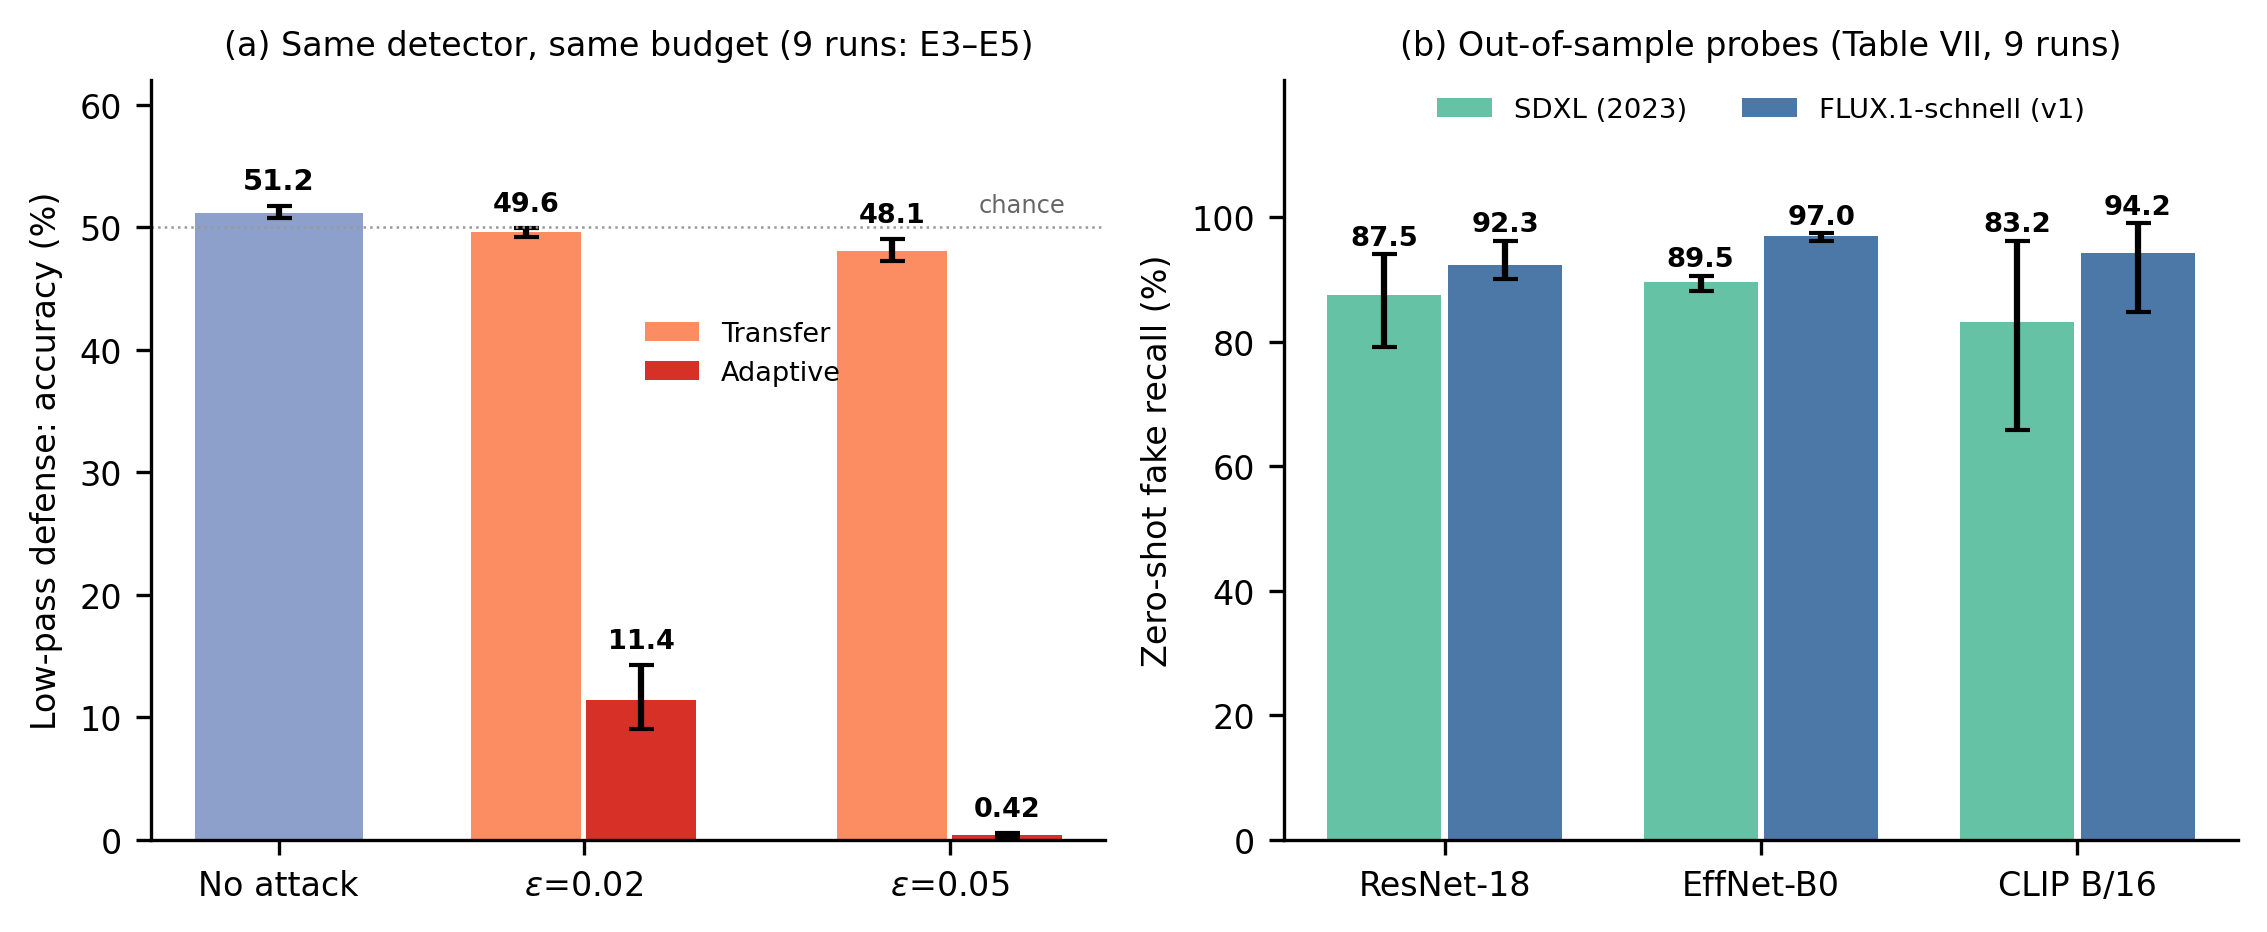 (a) Same detector, same budget (9 runs: E3–E5)
Low-pass defense: accuracy (%)
60
50
40
30
20
10
0
51.2
49.6
48.1
chance
Transfer
Adaptive
11.4
0.42
No attack
ε=0.02
ε=0.05
(b) Out-of-sample probes (Table VII, 9 runs)
SDXL (2023)
FLUX.1-schnell (v1)
Zero-shot fake recall (%)
100
80
60
40
20
0
87.5
92.3
89.5
97.0
83.2
94.2
ResNet-18
EffNet-B0
CLIP B/16